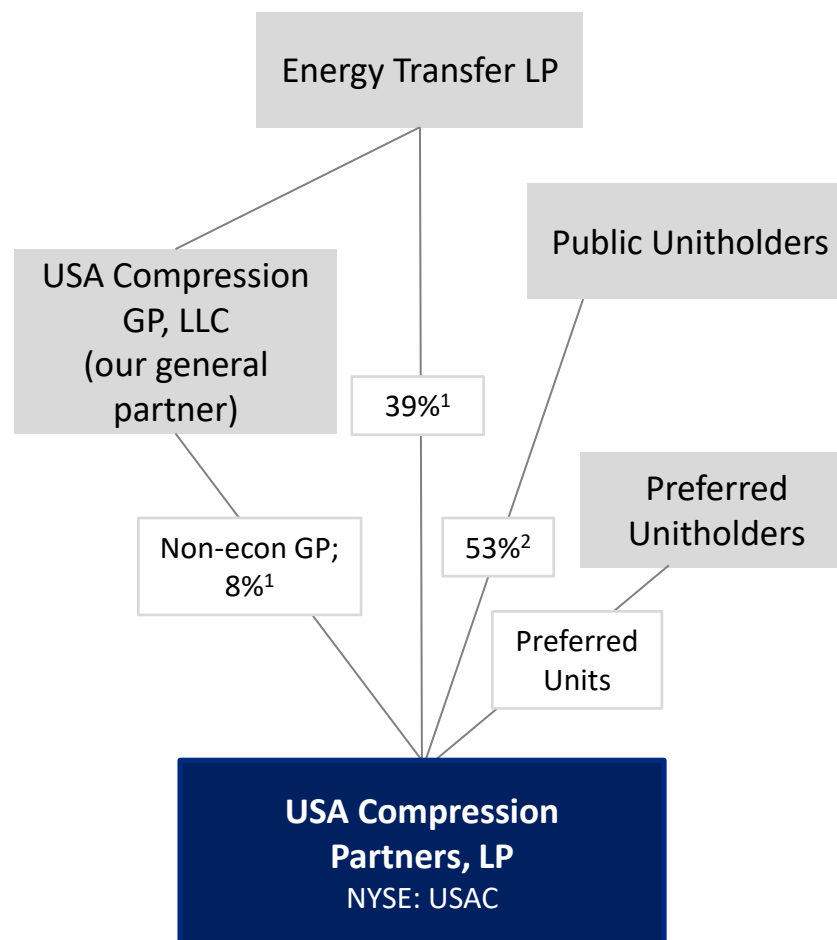 Energy Transfer LP
Public Unitholders
USA Compression
GP, LLC
(our general
partner)
39%¹
Preferred
Unitholders
Non-econ GP;
8%¹
53%²
Preferred
Units
USA Compression
Partners, LP
NYSE: USAC